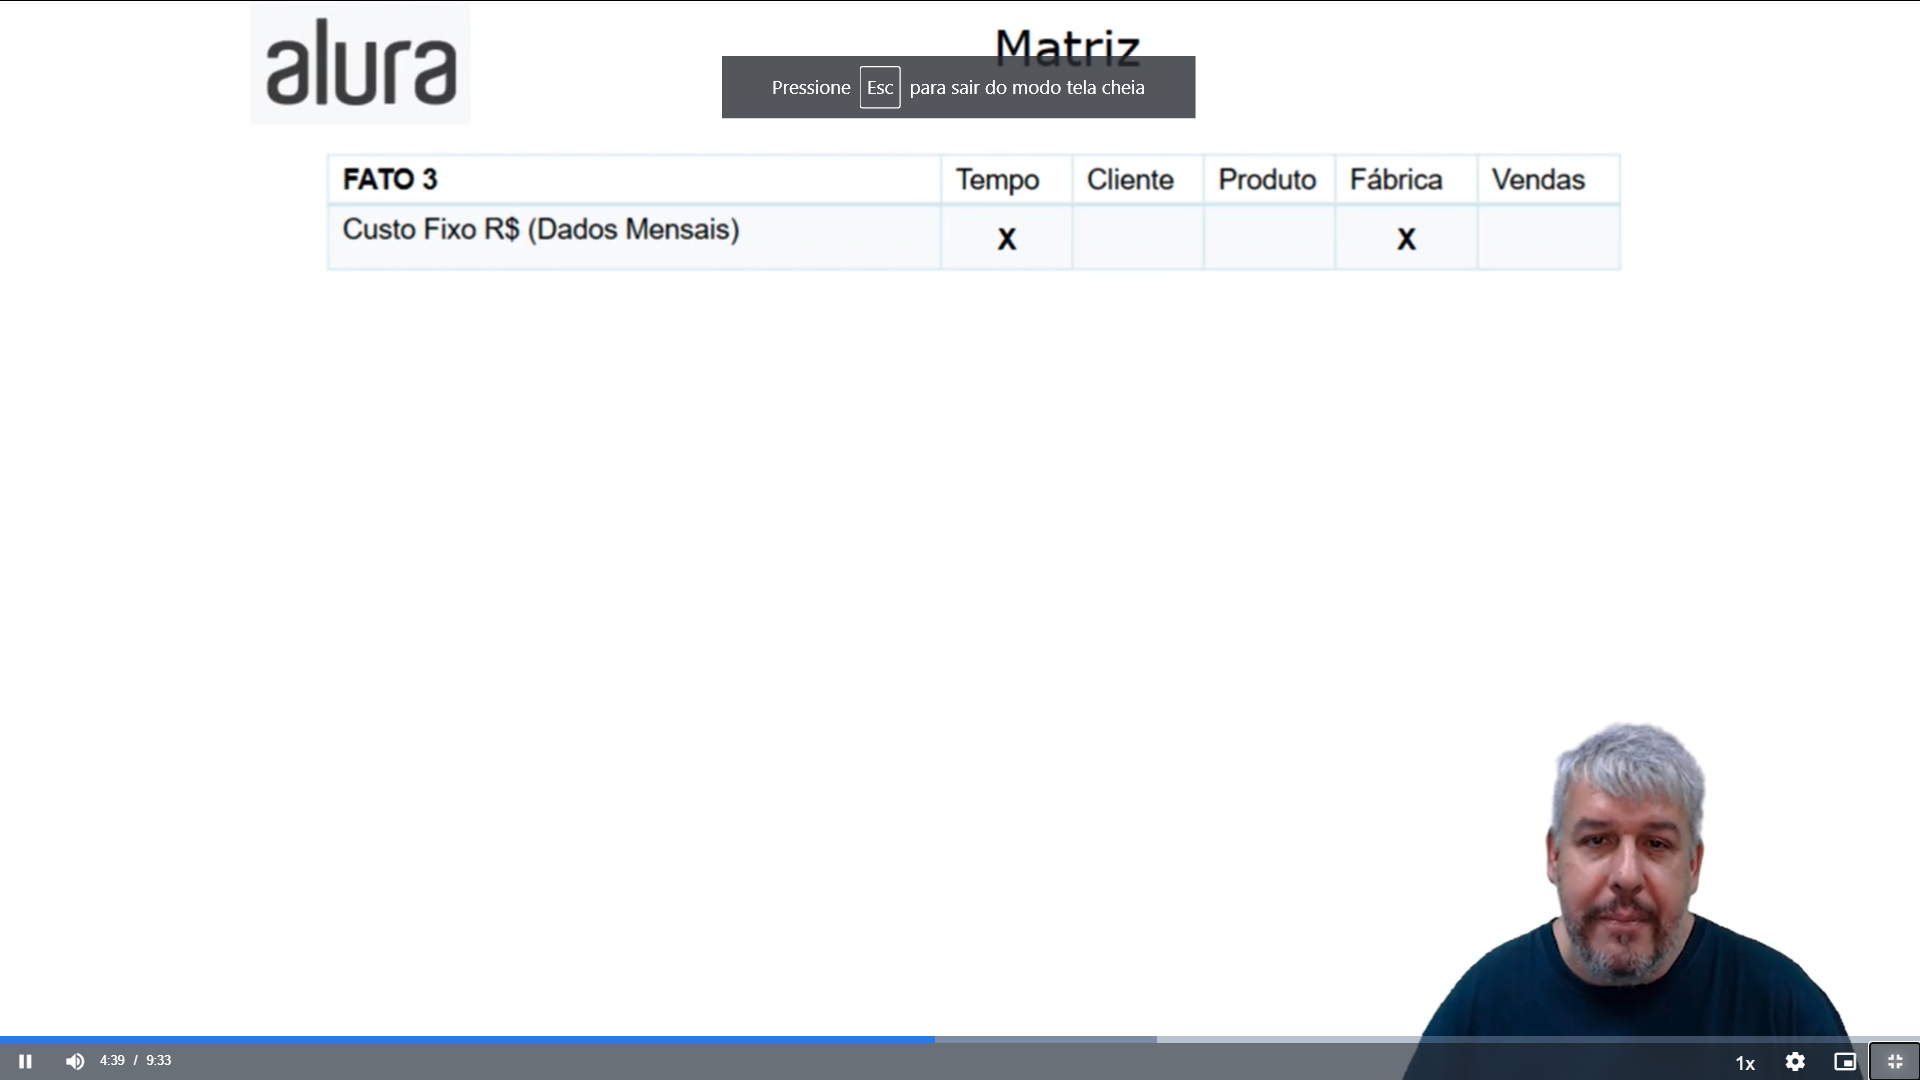 alura
Matriz
Pressione Esc para sair do modo tela cheia
FATO 3 Tempo Cliente Produto Fábrica Vendas
Custo Fixo R$ (Dados Mensais) X X
4:39 / 9:33 1x